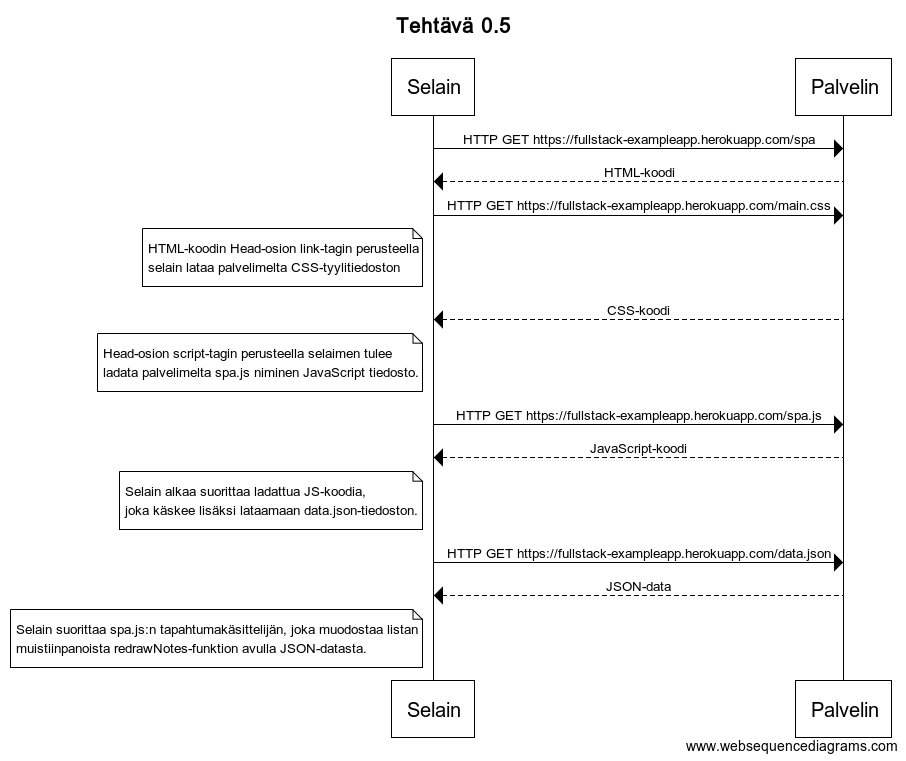 Tehtävä 0.5
Selain
Palvelin
HTTP GET https://fullstack-exampleapp.herokuapp.com/spa
HTML-koodi
HTTP GET https://fullstack-exampleapp.herokuapp.com/main.css
HTML-koodin Head-osion link-tagin perusteella
selain lataa palvelimelta CSS-tyylitiedoston
CSS-koodi
Head-osion script-tagin perusteella selaimen tulee
ladata palvelimelta spa.js niminen JavaScript tiedosto.
HTTP GET https://fullstack-exampleapp.herokuapp.com/spa.js
JavaScript-koodi
Selain alkaa suorittaa ladattua JS-koodia,
joka käskee lisäksi lataamaan data.json-tiedoston.
HTTP GET https://fullstack-exampleapp.herokuapp.com/data.json
JSON-data
Selain suorittaa spa.js:n tapahtumakäsittelijän, joka muodostaa listan
muistiinpanoista redrawNotes-funktion avulla JSON-datasta.
Selain
Palvelin
www.websequencediagrams.com